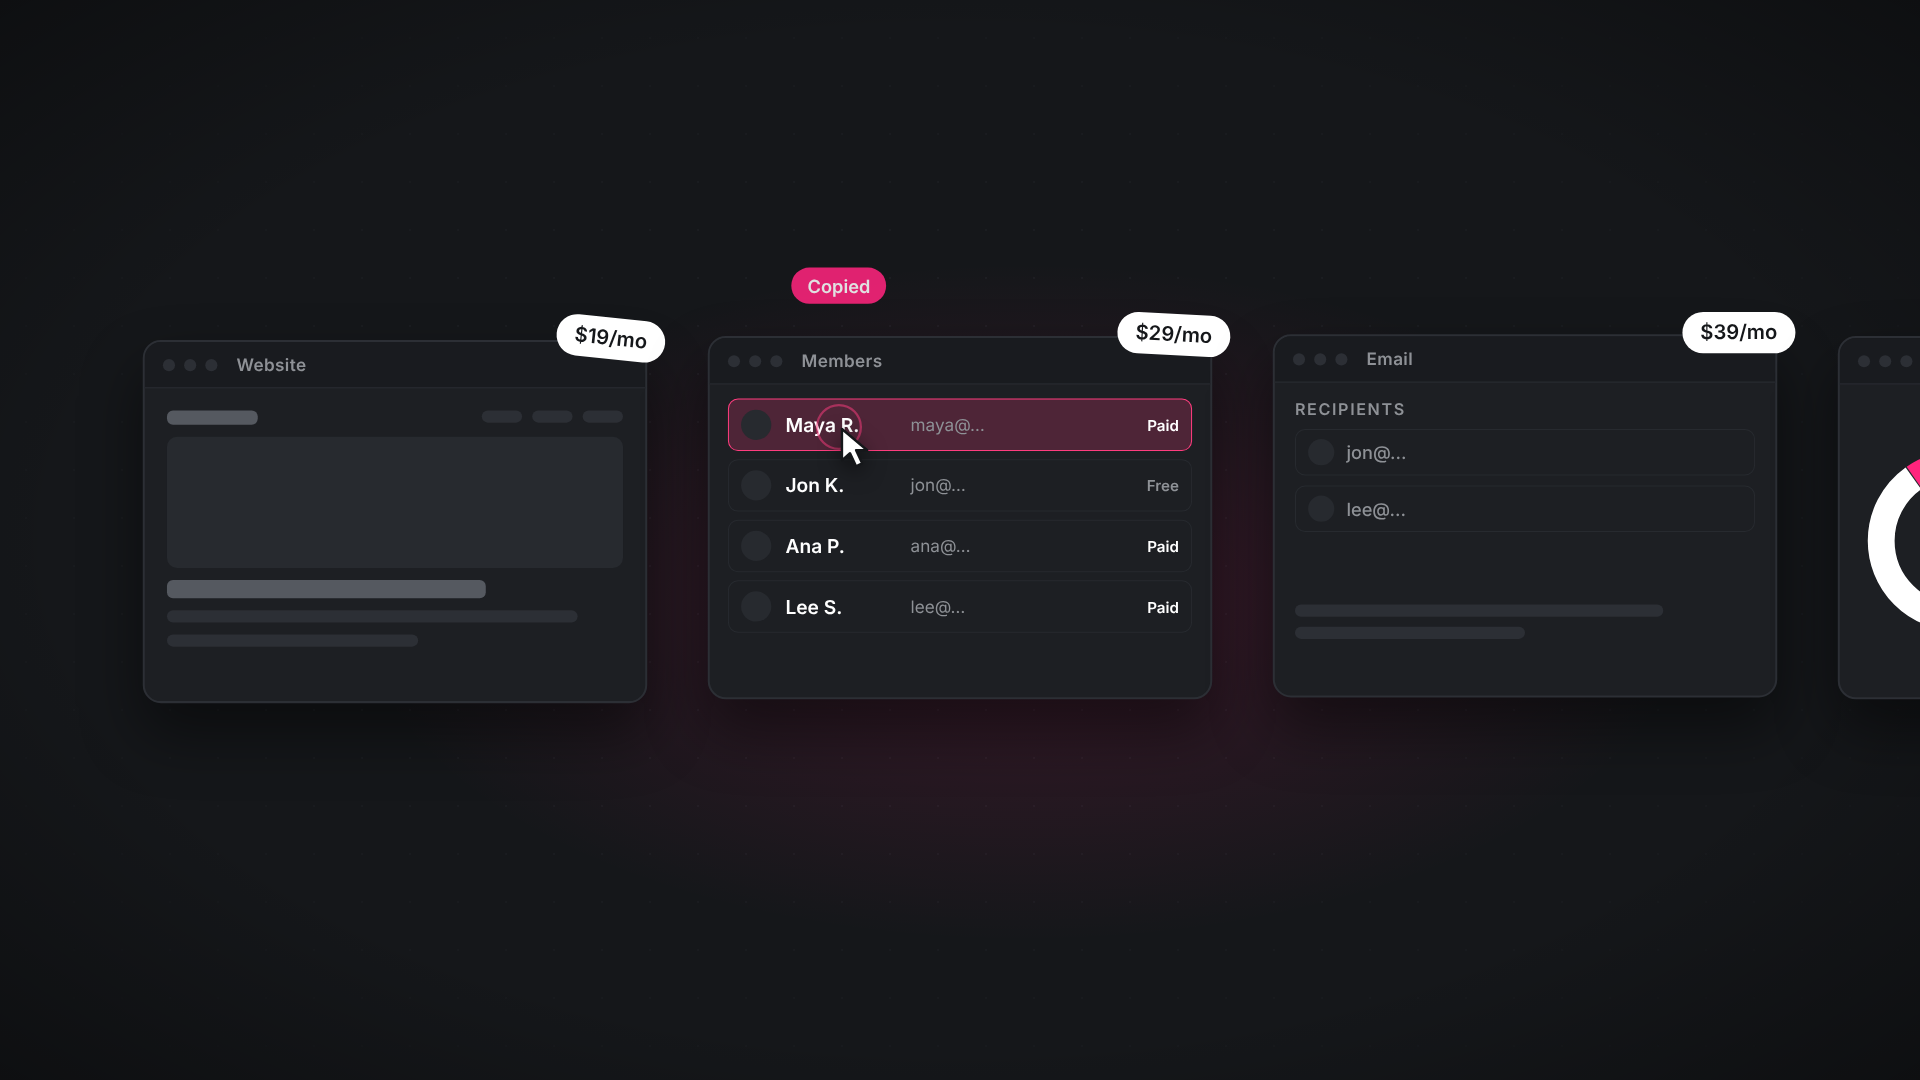 Copied
$19/mo
Website
$29/mo
Members
Maya R. maya@... Paid
Jon K. jon@... Free
Ana P. ana@... Paid
Lee S. lee@... Paid
$39/mo
Email
RECIPIENTS
jon@...
lee@...